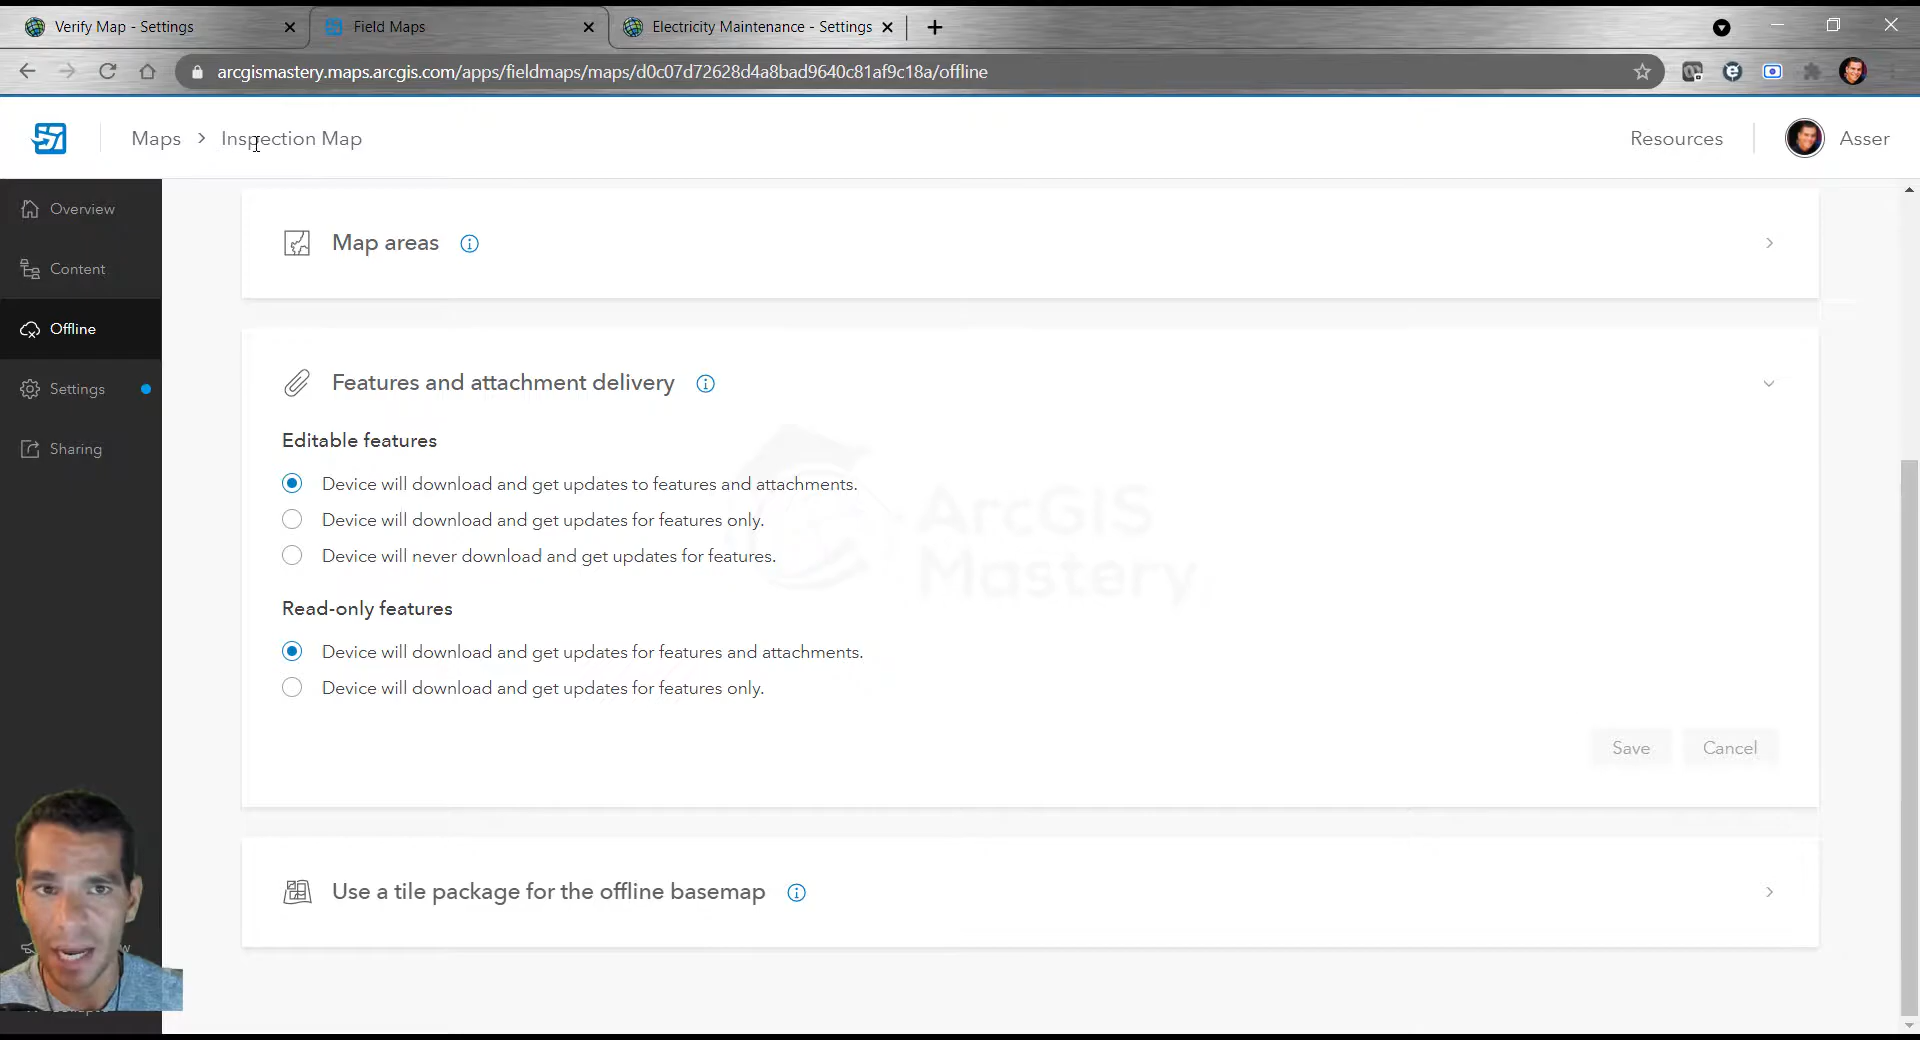 Verify Map - Settings
Field Maps
Electricity Maintenance - Settings
arcgismastery.maps.arcgis.com/apps/fieldmaps/maps/d0c07d72628d4a8bad9640c81af9c18a/offline
Maps > Inspection Map
Resources
Asser
Overview
Content
Offline
Settings
Sharing
Map areas
Features and attachment delivery
Editable features
Device will download and get updates to features and attachments.
Device will download and get updates for features only.
Device will never download and get updates for features.
ArcGIS
Mastery
Read-only features
Device will download and get updates for features and attachments.
Device will download and get updates for features only.
Save
Cancel
Use a tile package for the offline basemap